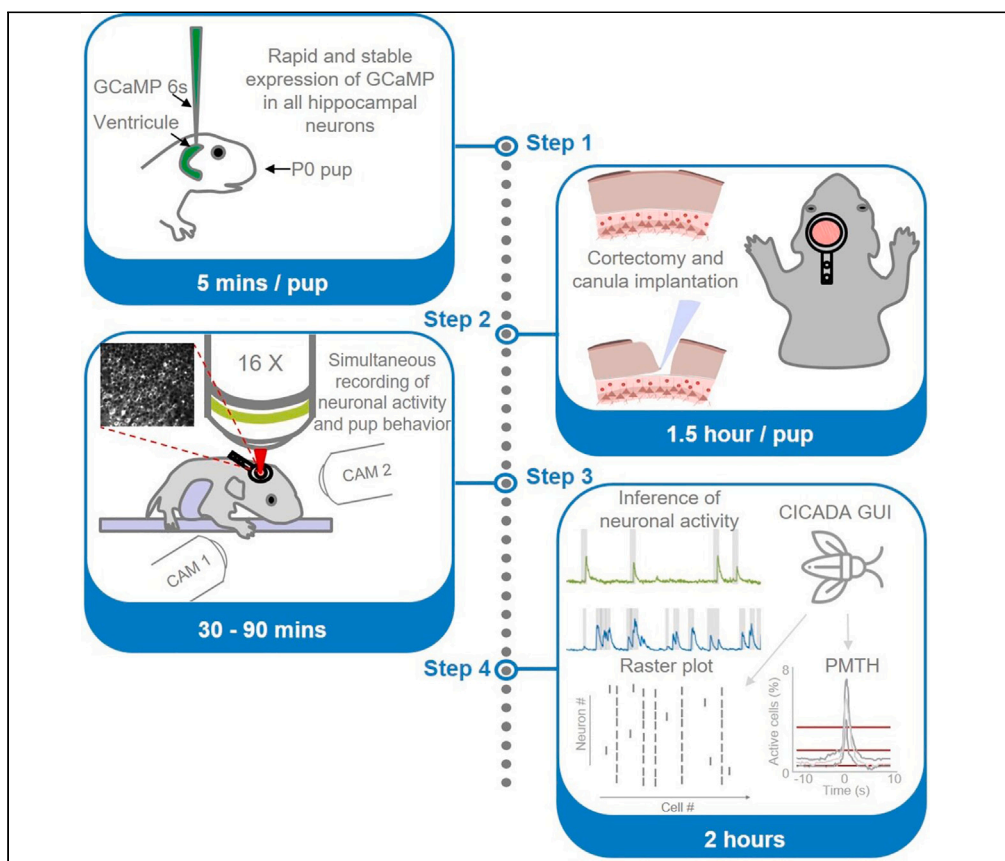 Step 1
GCaMP 6s
Ventricule
Rapid and stable
expression of GCaMP
in all hippocampal
neurons
P0 pup
5 mins / pup
Step 2
Cortectomy and
canula implantation
1.5 hour / pup
Step 3
16 X
Simultaneous
recording of
neuronal activity
and pup behavior
CAM 2
CAM 1
30 - 90 mins
Step 4
Inference of
neuronal activity
CICADA GUI
Raster plot
Neuron #
Cell #
PMTH
Active cells (%)
8
0
-10
0
10
Time (s)
2 hours